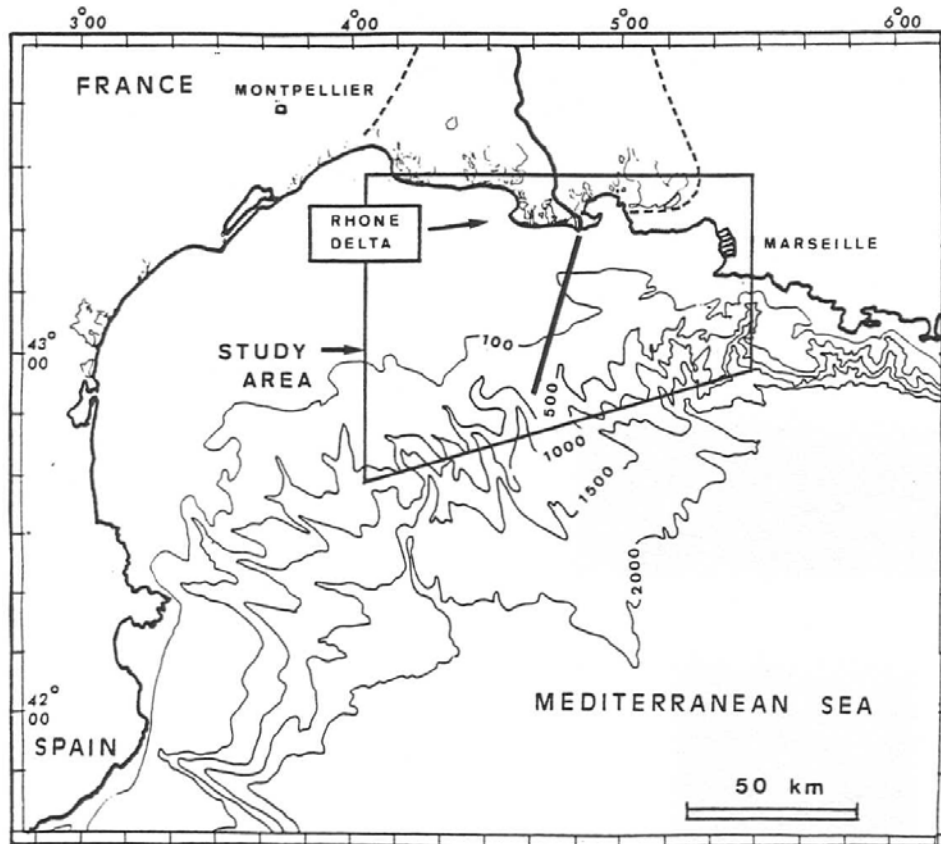 3°00
4°00
5°00
6°00
FRANCE
MONTPELLIER
RHONE
DELTA
MARSEILLE
43°
00
100
STUDY
AREA
500
1000
1500
2000
42°
00
MEDITERRANEAN SEA
SPAIN
50 km